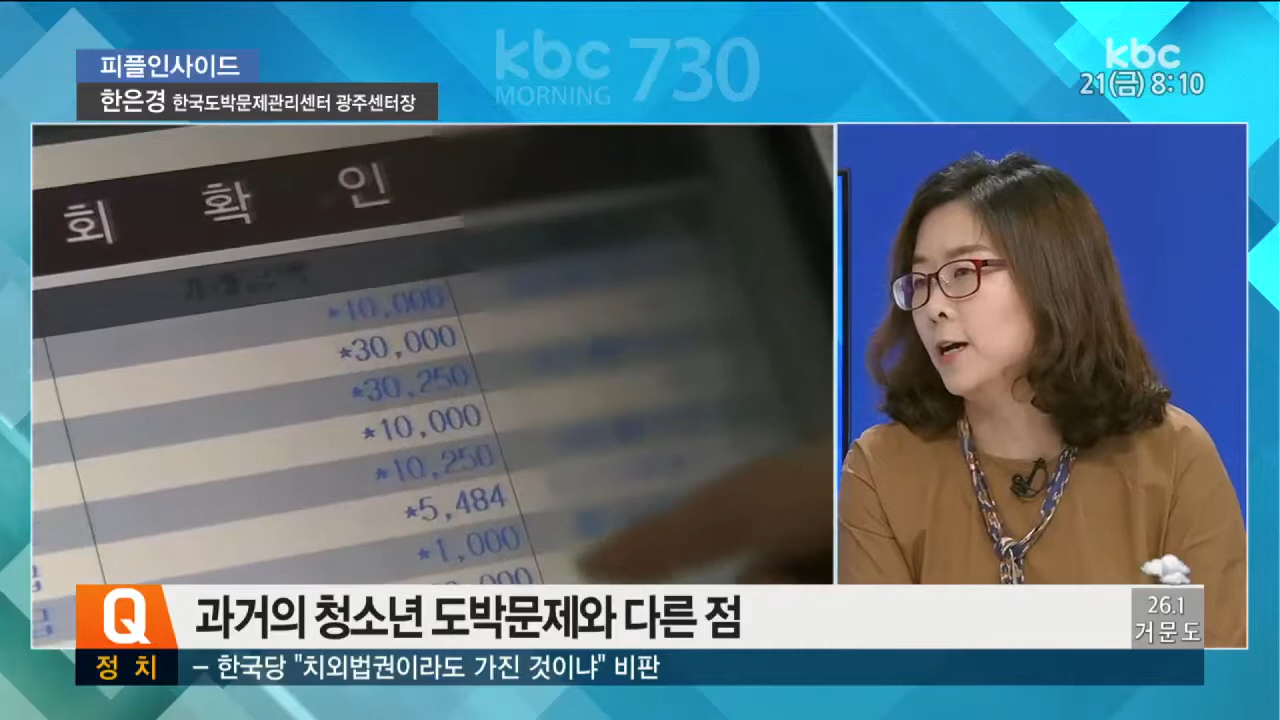 피플인사이드
한은경 한국도박문제관리센터 광주센터장
kbc 730
MORNING
kbc
21(금) 8:10
회 확 인
*10,000
*30,000
*30,250
*10,000
*10,250
*5,484
*1,000
Q 과거의 청소년 도박문제와 다른 점
26.1
거문도
정 치 – 한국당 "치외법권이라도 가진 것이냐" 비판